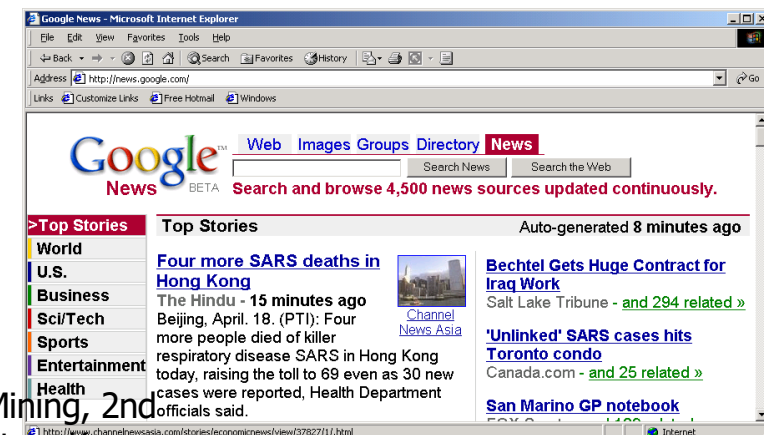 Google News - Microsoft Internet Explorer
File Edit View Favorites Tools Help
Back Search Favorites History
Address http://news.google.com/ Go
Links Customize Links Free Hotmail Windows
Web Images Groups Directory News
Google™
News BETA
Search News Search the Web
Search and browse 4,500 news sources updated continuously.
>Top Stories
World
U.S.
Business
Sci/Tech
Sports
Entertainment
Health
Top Stories Auto-generated 8 minutes ago
Four more SARS deaths in
Hong Kong
The Hindu - 15 minutes ago
Beijing, April. 18. (PTI): Four
more people died of killer
respiratory disease SARS in Hong Kong
today, raising the toll to 69 even as 30 new
cases were reported, Health Department
officials said.
Channel
News Asia
Bechtel Gets Huge Contract for
Iraq Work
Salt Lake Tribune - and 294 related »
'Unlinked' SARS cases hits
Toronto condo
Canada.com - and 25 related »
San Marino GP notebook
Mining, 2nd
http://www.channelnewsasia.com/stories/economicnews/view/37827/1/.html Internet